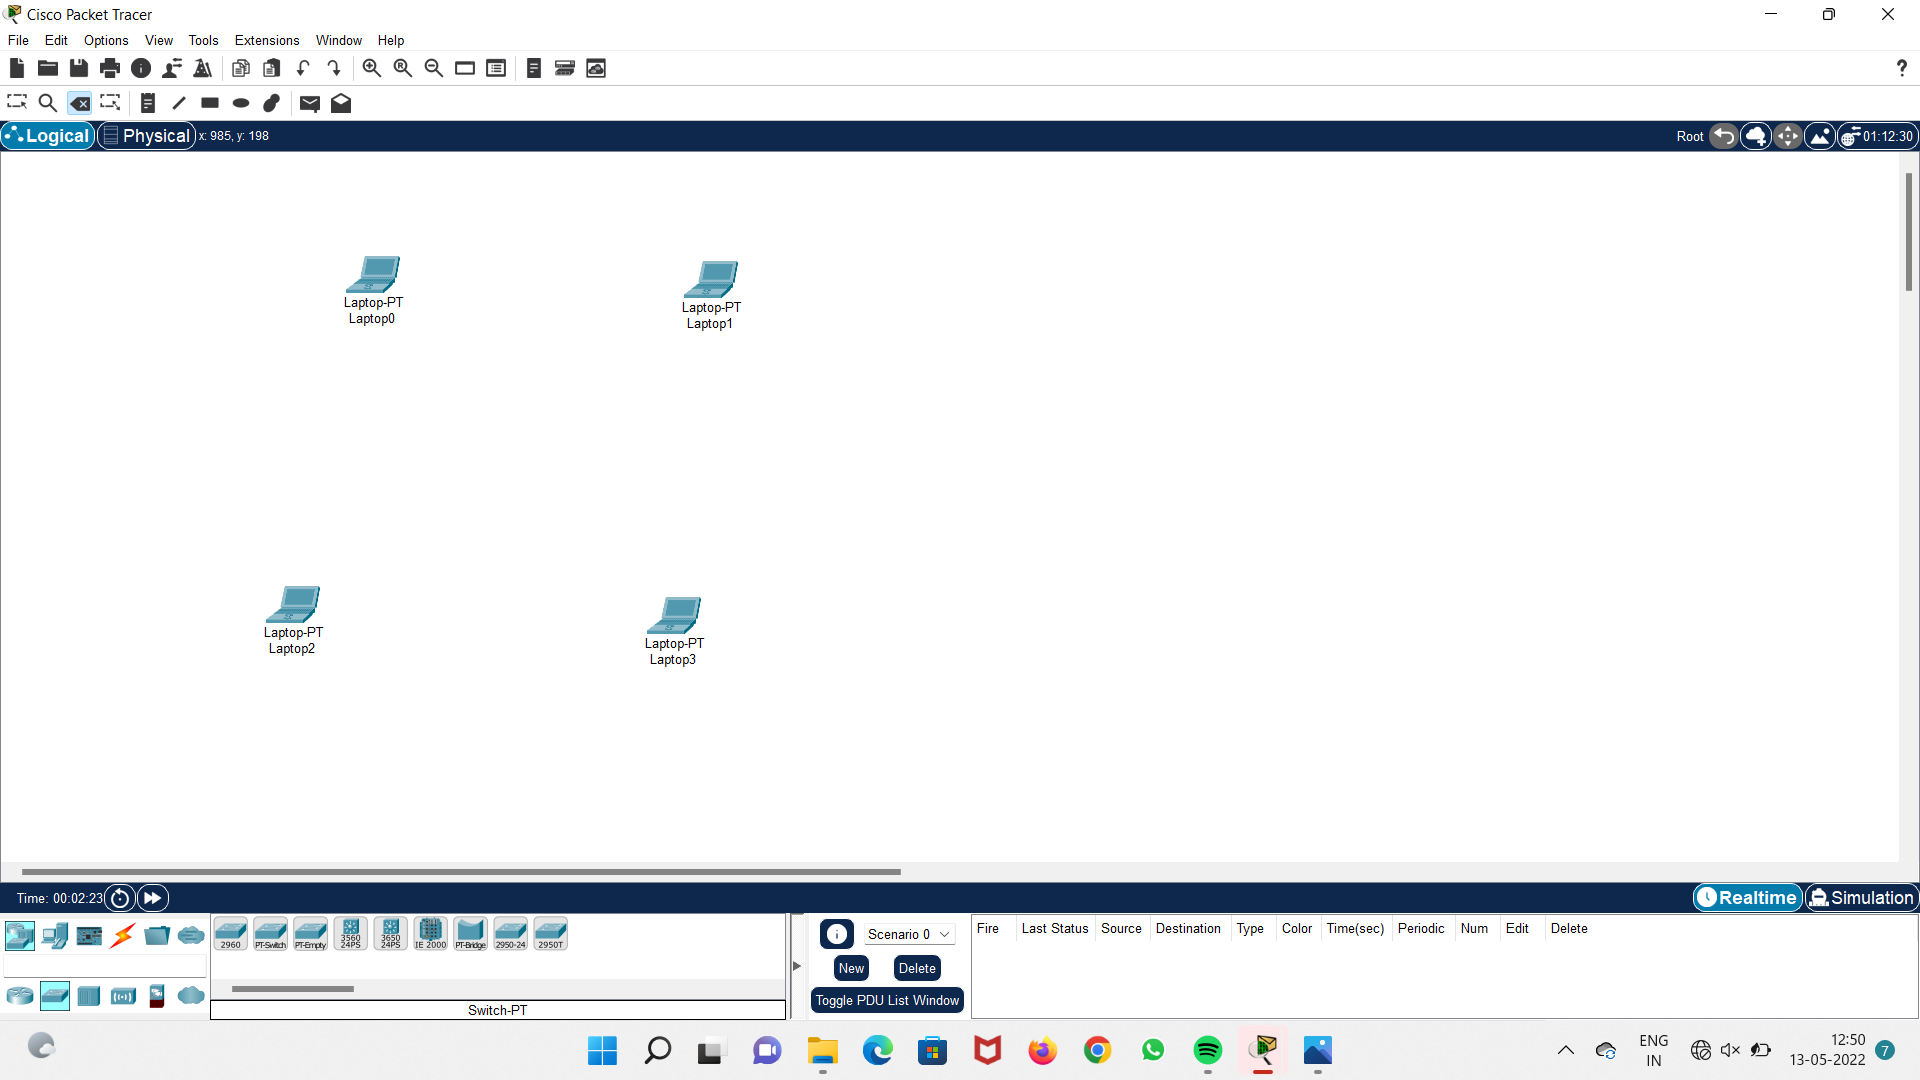 Cisco Packet Tracer
File Edit Options View Tools Extensions Window Help
?
Logical Physical x: 985, y: 198 Root 01:12:30
Laptop-PT
Laptop0
Laptop-PT
Laptop1
Laptop-PT
Laptop2
Laptop-PT
Laptop3
Time: 00:02:23 Realtime Simulation
2960 PT-Switch PT-Empty 3560 24PS 3650 24PS IE 2000 PT-Bridge 2950-24 2950T
Switch-PT
Scenario 0
New Delete
Toggle PDU List Window
Fire Last Status Source Destination Type Color Time(sec) Periodic Num Edit Delete
ENG
IN
12:50
13-05-2022
7